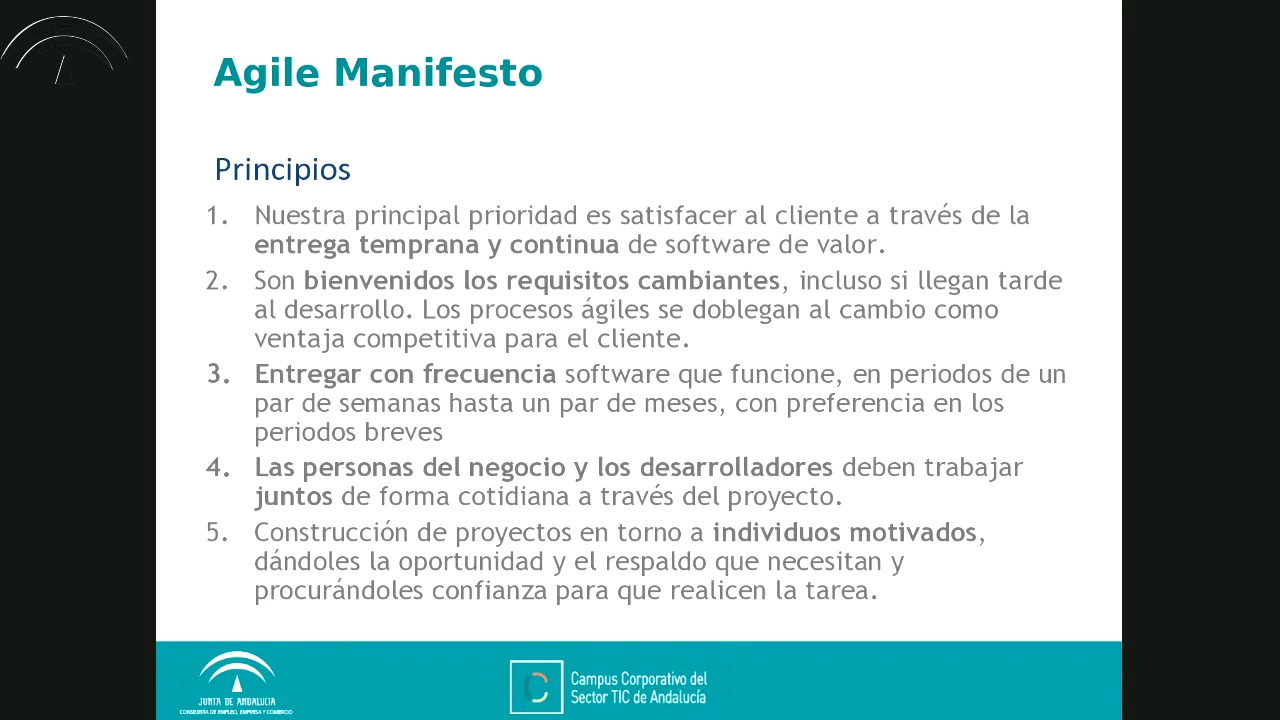 Agile Manifesto
Principios
1. Nuestra principal prioridad es satisfacer al cliente a través de la
entrega temprana y continua de software de valor.
2. Son bienvenidos los requisitos cambiantes, incluso si llegan tarde
al desarrollo. Los procesos ágiles se doblegan al cambio como
ventaja competitiva para el cliente.
3. Entregar con frecuencia software que funcione, en periodos de un
par de semanas hasta un par de meses, con preferencia en los
periodos breves
4. Las personas del negocio y los desarrolladores deben trabajar
juntos de forma cotidiana a través del proyecto.
5. Construcción de proyectos en torno a individuos motivados,
dándoles la oportunidad y el respaldo que necesitan y
procurándoles confianza para que realicen la tarea.
JUNTA DE ANDALUCIA
CONSEJERÍA DE EMPLEO, EMPRESA Y COMERCIO
Campus Corporativo del
Sector TIC de Andalucía